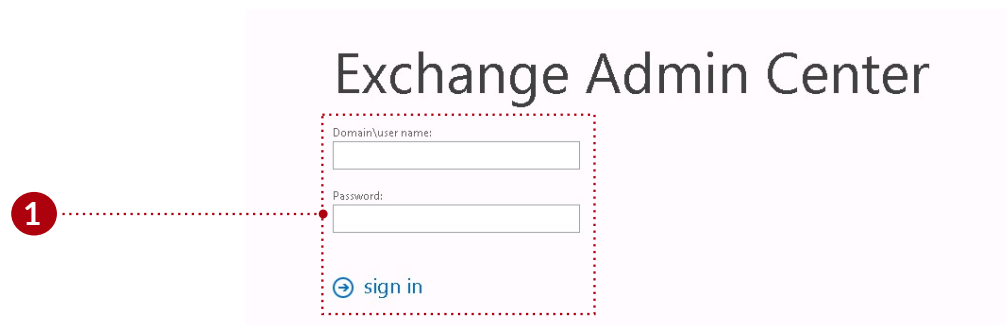 Exchange Admin Center
Domain\user name:
Password:
1
sign in